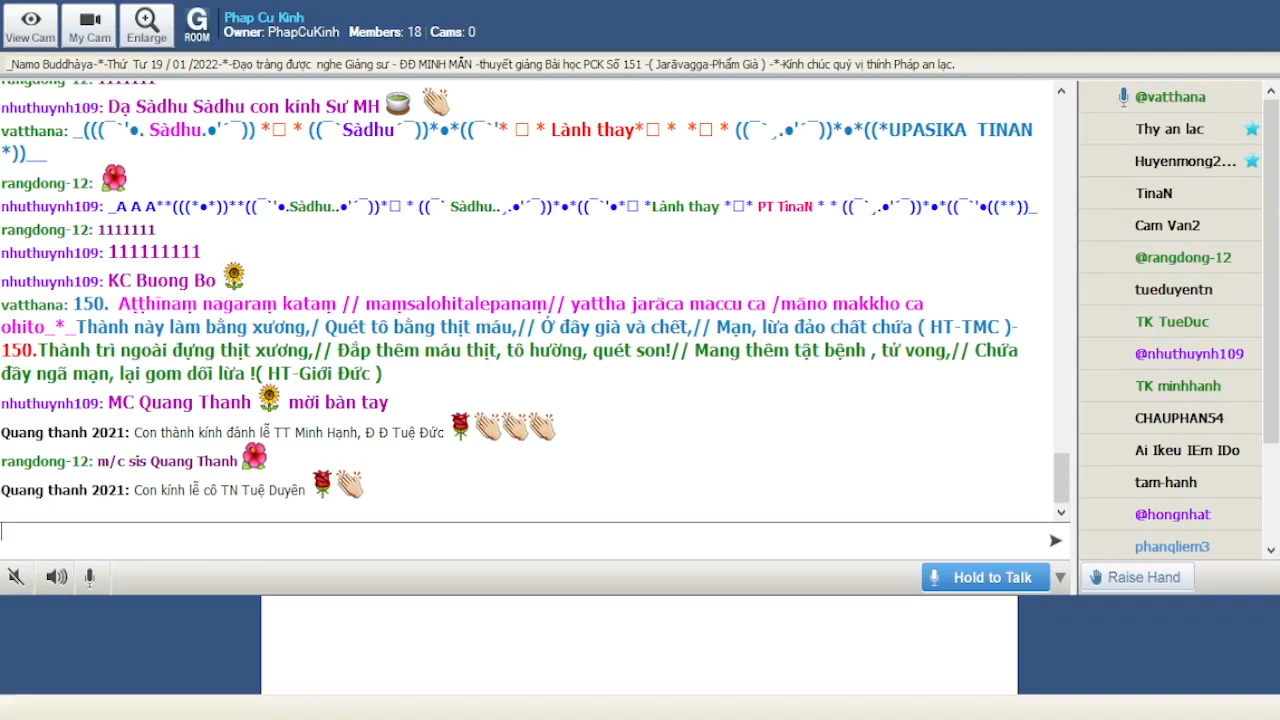 View Cam
My Cam
Enlarge
G
ROOM
Phap Cu Kinh
Owner: PhapCuKinh Members: 18 Cams: 0
_Namo Buddhàya-*-Thứ Tư 19 / 01 /2022-*-Đạo tràng được nghe Giảng sư - ĐĐ MINH MẪN -thuyết giảng Bài học PCK Số 151 -( Jarāvagga-Phẩm Già ) -*-Kính chúc quý vị thính Pháp an lạc.
rangdong-12: 1111111
nhuthuynh109: Dạ Sàdhu Sàdhu con kính Sư MH
vatthana: _(((¯`'•. Sàdhu.•'´¯)) *□ * ((¯`Sàdhu´¯))*•*((¯`'* □ * Lành thay*□ * *□ * ((¯`¸.•'´¯))*•*((*UPASIKA TINAN
*))__
rangdong-12:
nhuthuynh109: _A A A**(((*•*))**((¯`'•.Sàdhu..•'´¯))*□ * ((¯` Sàdhu..¸.•'´¯))*•*((¯`'•*□ *Lành thay *□* PT TinaN * * ((¯`¸.•'´¯))*•*((¯`'•((**))_
rangdong-12: 1111111
nhuthuynh109: 111111111
nhuthuynh109: KC Buong Bo
vatthana: 150. Aṭṭhīnaṃ nagaraṃ kataṃ // maṃsalohitalepanaṃ// yattha jarāca maccu ca /māno makkho ca
ohito_*_Thành này làm bằng xương,/ Quét tô bằng thịt máu,// Ở đây già và chết,// Mạn, lừa đảo chất chứa ( HT-TMC )-
150.Thành trì ngoài đựng thịt xương,// Đắp thêm máu thịt, tô hường, quét son!// Mang thêm tật bệnh , tử vong,// Chứa
đầy ngã mạn, lại gom dối lừa !( HT-Giới Đức )
nhuthuynh109: MC Quang Thanh mời bàn tay
Quang thanh 2021: Con thành kính đảnh lễ TT Minh Hạnh, Đ Đ Tuệ Đức
rangdong-12: m/c sis Quang Thanh
Quang thanh 2021: Con kính lễ cô TN Tuệ Duyên
Hold to Talk
@vatthana
Thy an lac
Huyenmong2...
TinaN
Cam Van2
@rangdong-12
tueduyentn
TK TueDuc
@nhuthuynh109
TK minhhanh
CHAUPHAN54
Ai Ikeu IEm IDo
tam-hanh
@hongnhat
phanqliem3
Raise Hand